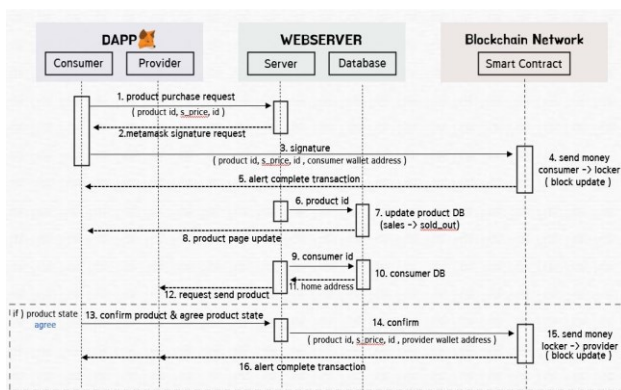 DAPP
WEBSERVER
Blockchain Network
Consumer
Provider
Server
Database
Smart Contract
1. product purchase request
( product id, s_price, id )
2.metamask signature request
3. signature
( product id, s_price, id , consumer wallet address )
4. send money
consumer -> locker
( block update )
5. alert complete transaction
6. product id
7. update product DB
(sales -> sold_out)
8. product page update
9. consumer id
10. consumer DB
11. home address
12. request send product
if ) product state
agree
13. confirm product & agree product state
14. confirm
( product id, s_price, id , provider wallet address )
15. send money
locker -> provider
( block update )
16. alert complete transaction